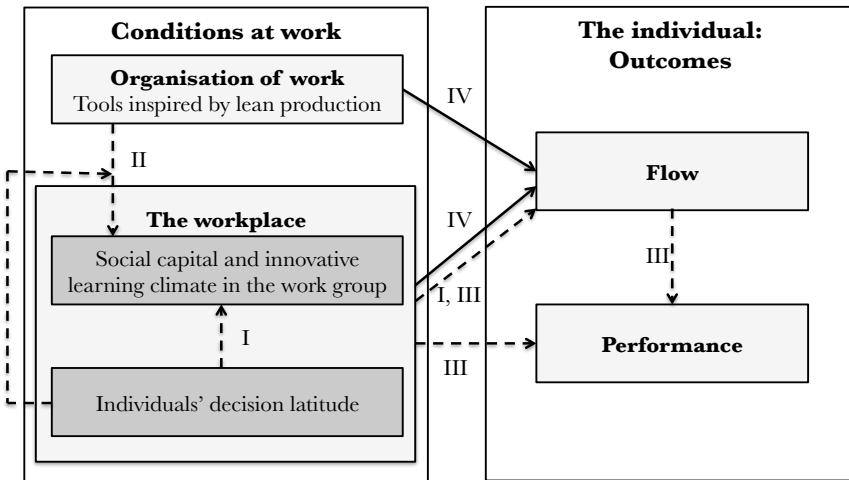 Conditions at work
Organisation of work
Tools inspired by lean production
II
The workplace
Social capital and innovative
learning climate in the work group
I
Individuals’ decision latitude
IV
IV
I, III
III
The individual:
Outcomes
Flow
III
Performance